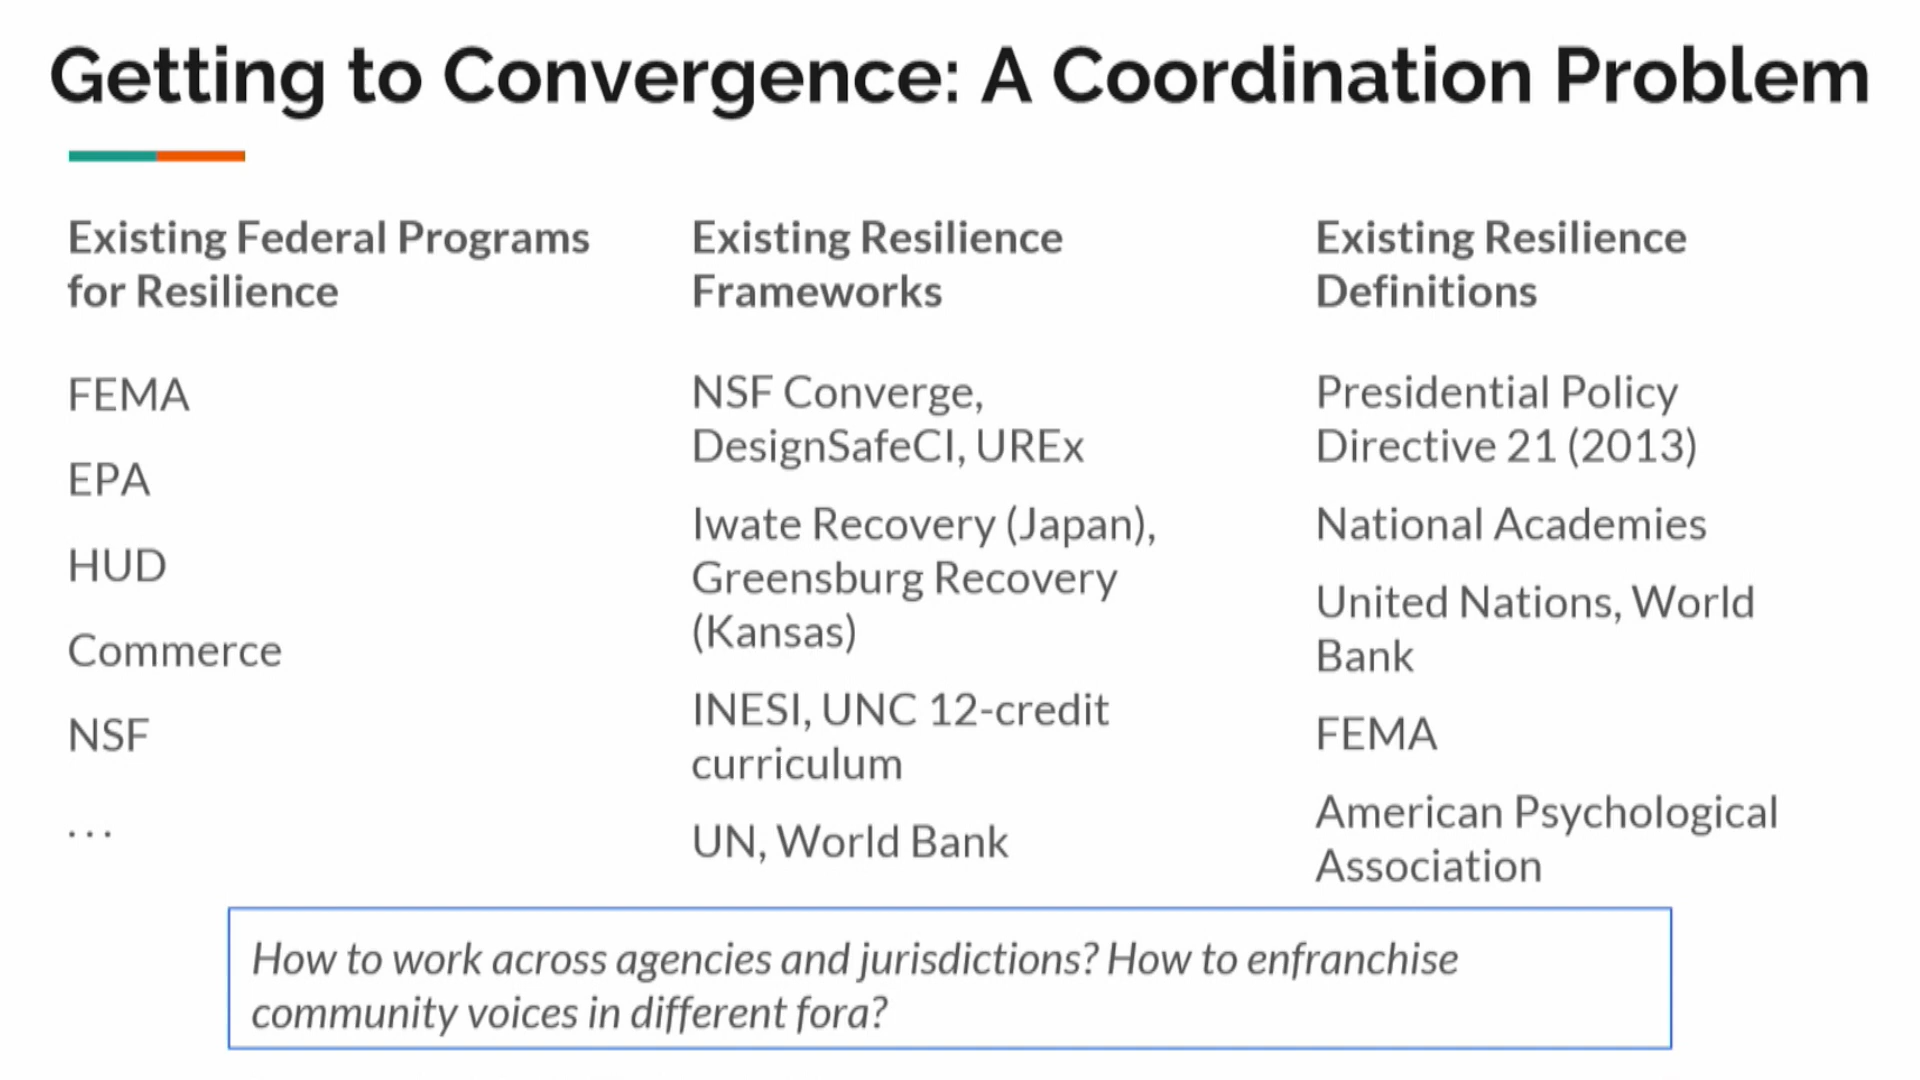 Getting to Convergence: A Coordination Problem
Existing Federal Programs
for Resilience
FEMA
EPA
HUD
Commerce
NSF
...
Existing Resilience
Frameworks
NSF Converge,
DesignSafeCI, UREx
Iwate Recovery (Japan),
Greensburg Recovery
(Kansas)
INESI, UNC 12-credit
curriculum
UN, World Bank
Existing Resilience
Definitions
Presidential Policy
Directive 21 (2013)
National Academies
United Nations, World
Bank
FEMA
American Psychological
Association
How to work across agencies and jurisdictions? How to enfranchise
community voices in different fora?